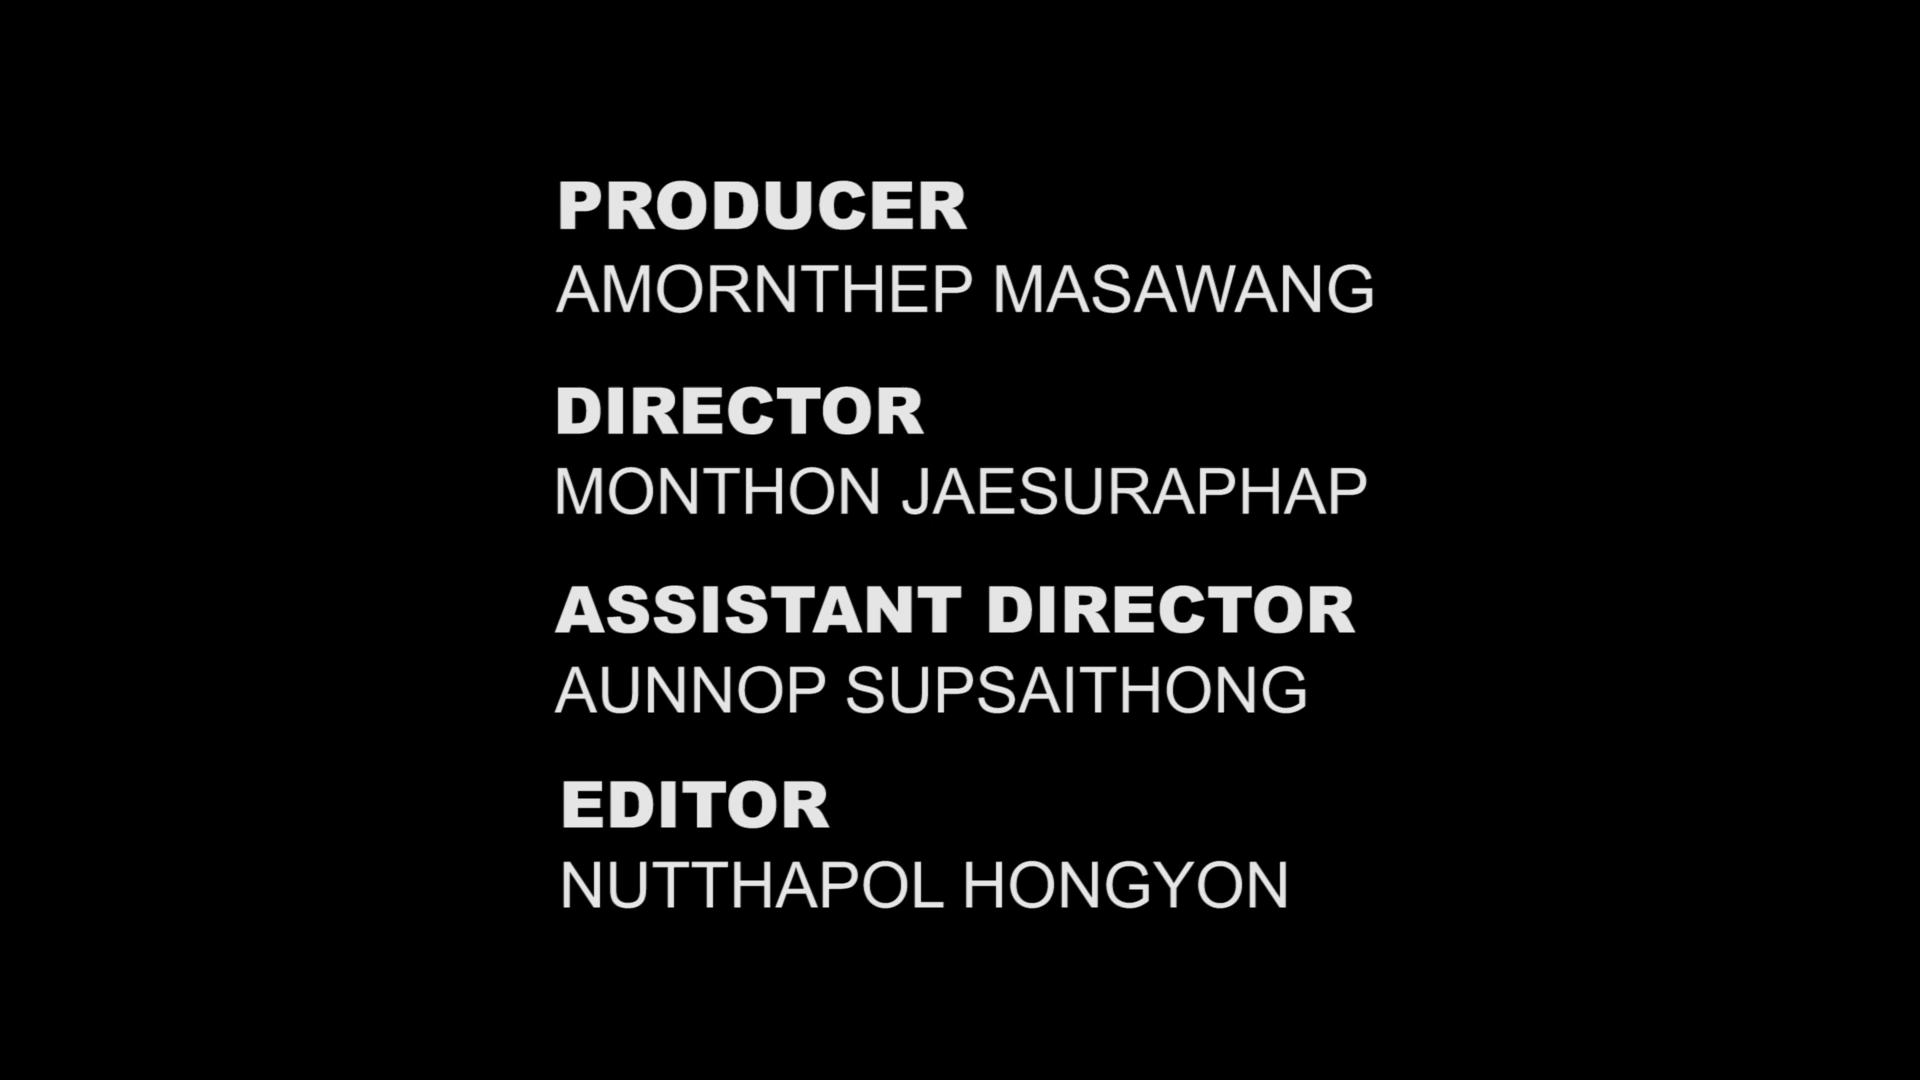 PRODUCER
AMORNTHEP MASAWANG
DIRECTOR
MONTHON JAESURAPHAP
ASSISTANT DIRECTOR
AUNNOP SUPSAITHONG
EDITOR
NUTTHAPOL HONGYON